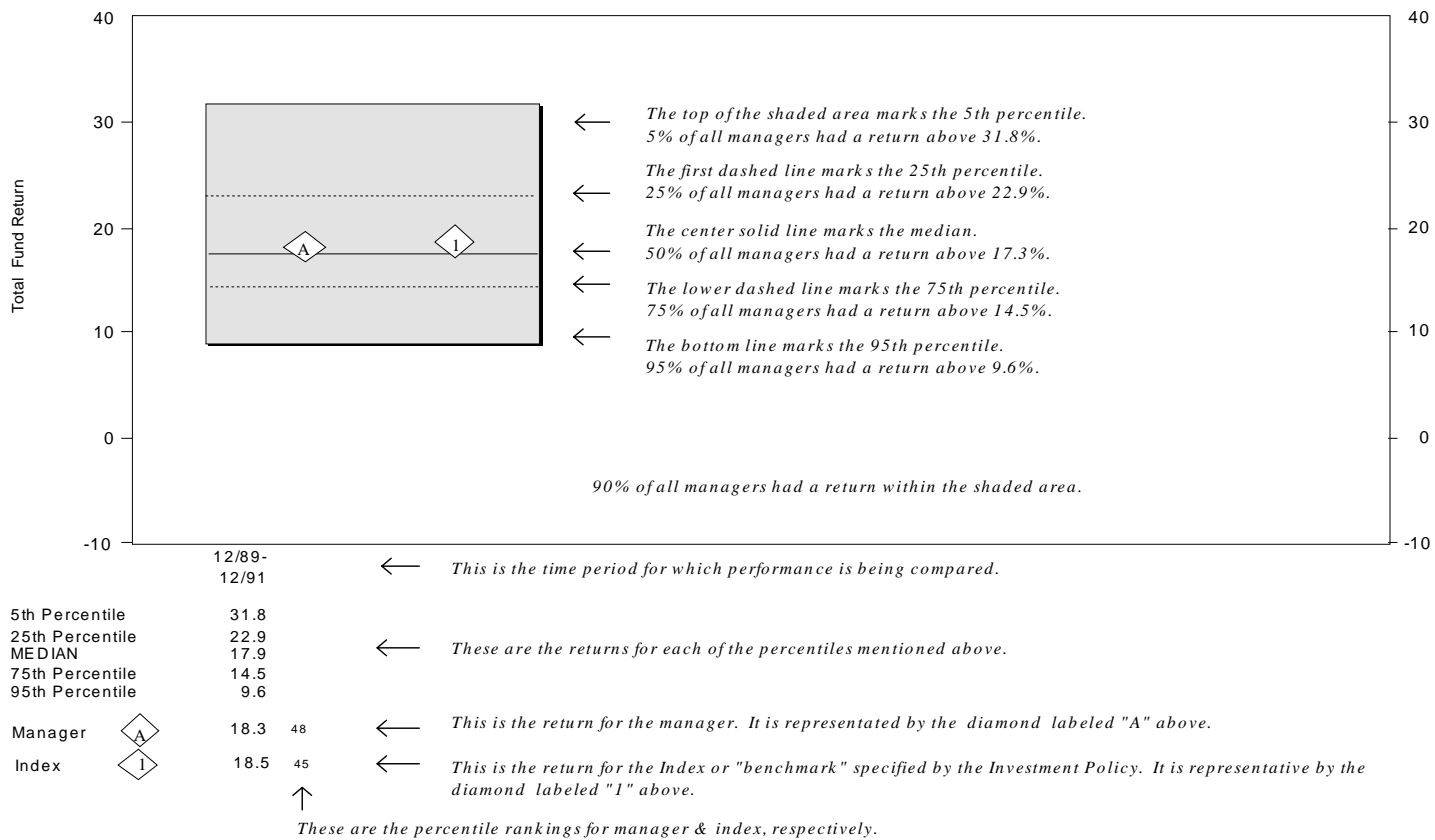 40
40
30
30
20
20
10
10
0
0
-10
-10
Total Fund Return
A
1
The top of the shaded area marks the 5th percentile.
5% of all managers had a return above 31.8%.
The first dashed line marks the 25th percentile.
25% of all managers had a return above 22.9%.
The center solid line marks the median.
50% of all managers had a return above 17.3%.
The lower dashed line marks the 75th percentile.
75% of all managers had a return above 14.5%.
The bottom line marks the 95th percentile.
95% of all managers had a return above 9.6%.
90% of all managers had a return within the shaded area.
12/89-
12/91
This is the time period for which performance is being compared.
5th Percentile 31.8
25th Percentile 22.9
MEDIAN 17.9
These are the returns for each of the percentiles mentioned above.
75th Percentile 14.5
95th Percentile 9.6
Manager A 18.3 48
This is the return for the manager. It is representated by the diamond labeled "A" above.
Index 1 18.5 45
This is the return for the Index or "benchmark" specified by the Investment Policy. It is representative by the
diamond labeled "1" above.
These are the percentile rankings for manager & index, respectively.